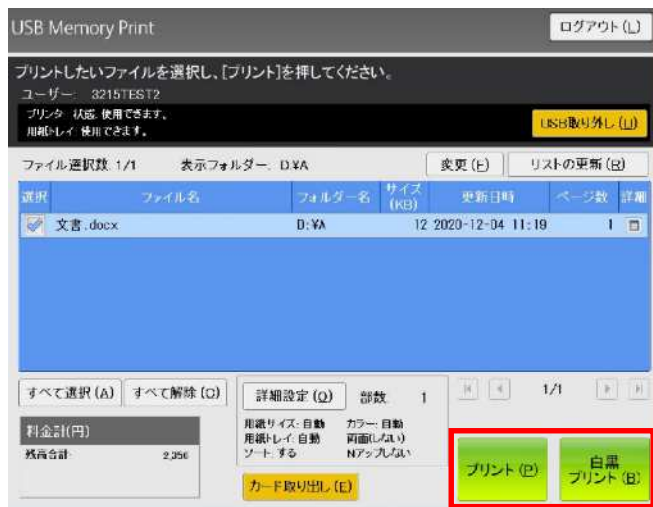 USB Memory Print
ログアウト(L)
プリントしたいファイルを選択し、[プリント]を押してください。
ユーザー: 3215TEST2
プリンタ 状態: 使用できます。
用紙トレイ 使用できます。
USB取り外し(U)
ファイル選択数: 1/1 表示フォルダー: D:¥A 変更(F) リストの更新(R)
選択 ファイル名 フォルダー名 サイズ(KB) 更新日時 ページ数 詳細
文書.docx D:¥A 12 2020-12-04 11:19 1
すべて選択(A) すべて解除(C) 詳細設定(O) 部数 1 1/1
料金計(円)
残高合計: 2,356
用紙サイズ: 自動 カラー: 自動
用紙トレイ: 自動 両面(しない)
ソート: する Nアップ:しない
カード取り出し(E)
プリント(P)
白黒
プリント(B)